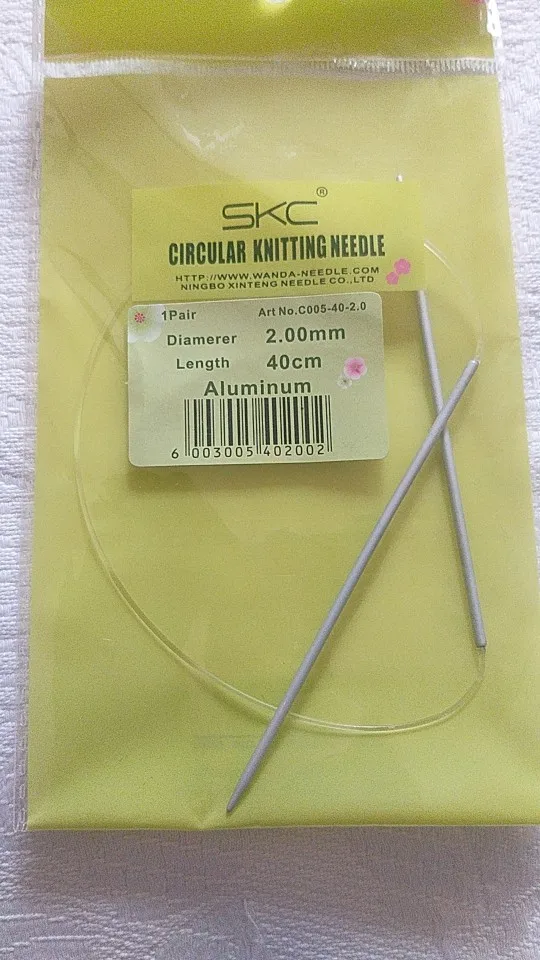 SKC®
CIRCULAR KNITTING NEEDLE
HTTP://WWW.WANDA-NEEDLE.COM
NINGBO XINTENG NEEDLE CO.,LTD
1Pair Art No.C005-40-2.0
Diamerer 2.00mm
Length 40cm
Aluminum
6 003005 402002